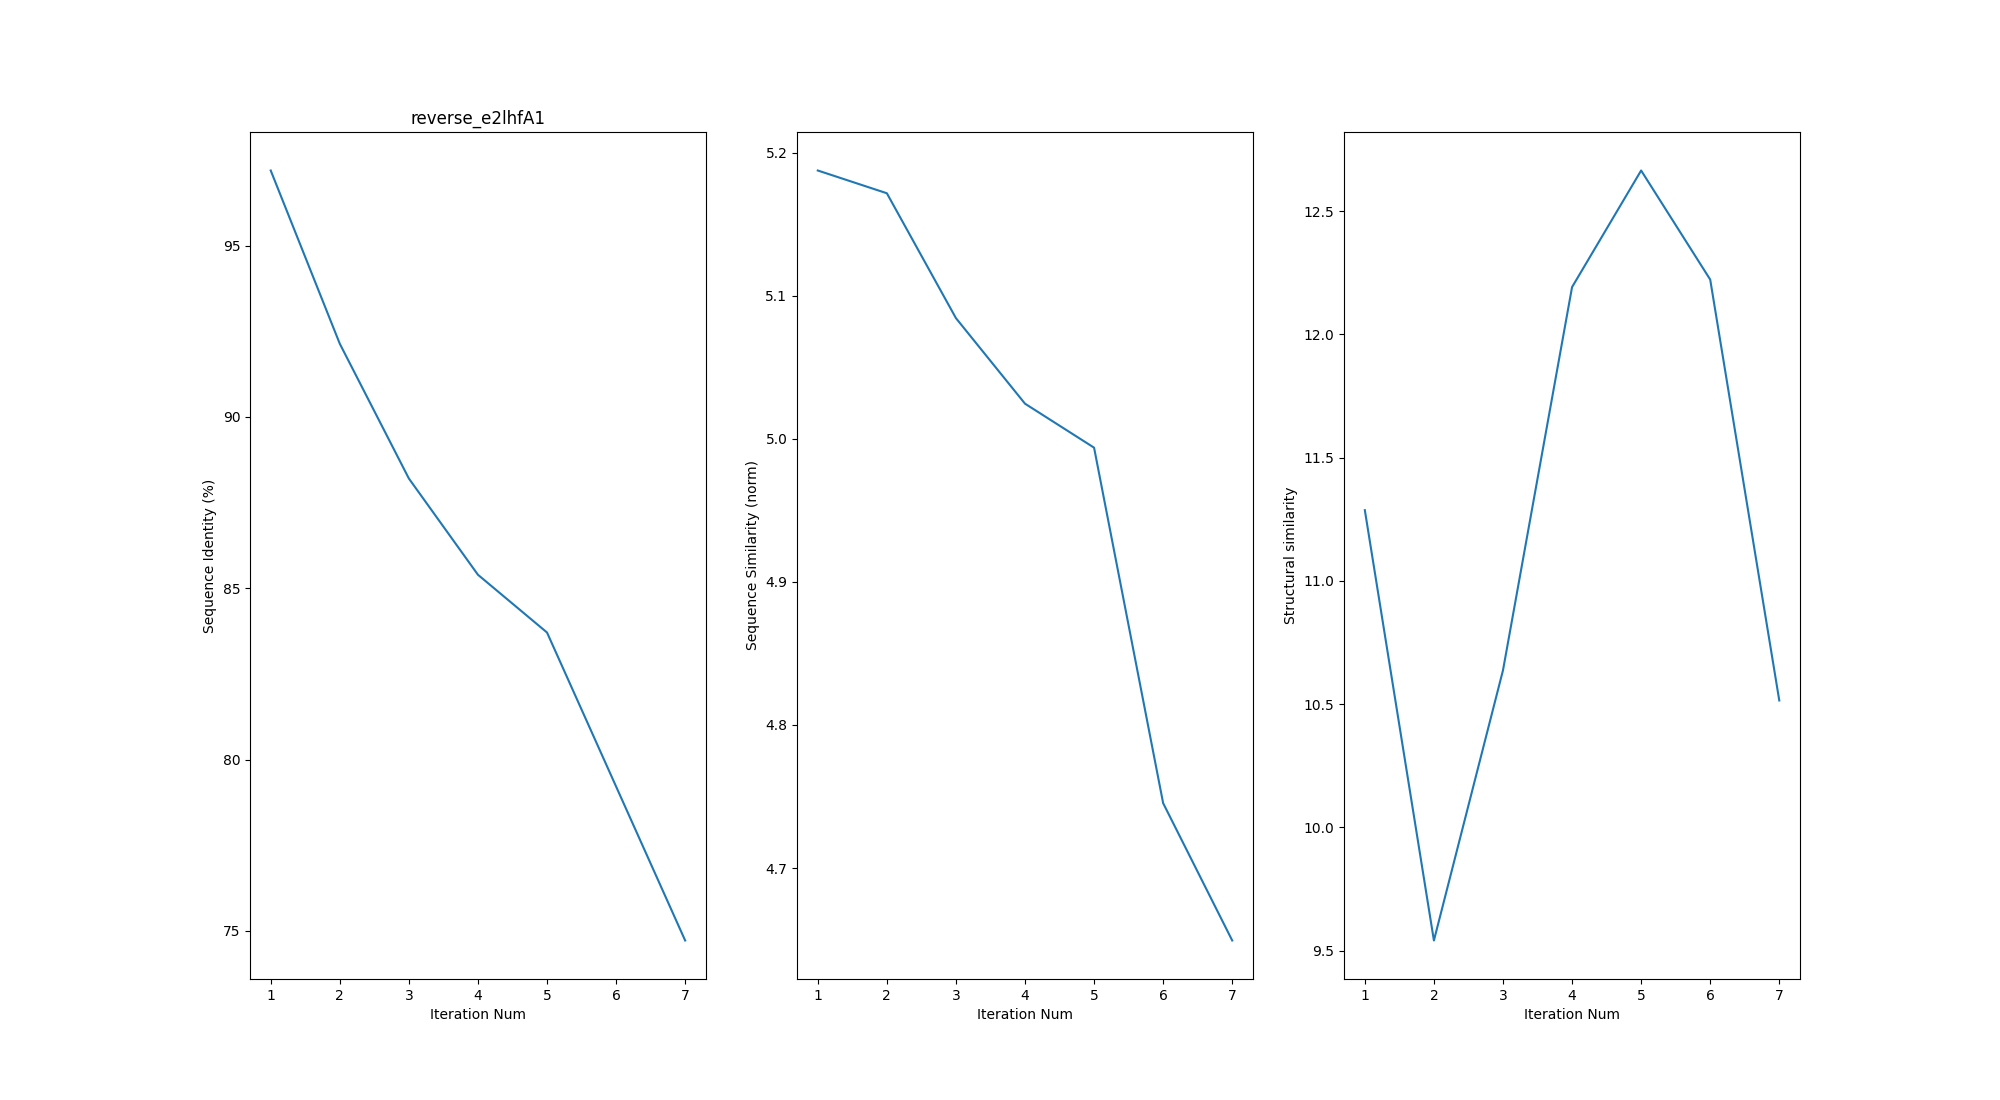 reverse_e2lhfA1
Sequence Identity (%)
95
90
85
80
75
1 2 3 4 5 6 7
Iteration Num
Sequence Similarity (norm)
5.2
5.1
5.0
4.9
4.8
4.7
1 2 3 4 5 6 7
Iteration Num
Structural similarity
12.5
12.0
11.5
11.0
10.5
10.0
9.5
1 2 3 4 5 6 7
Iteration Num